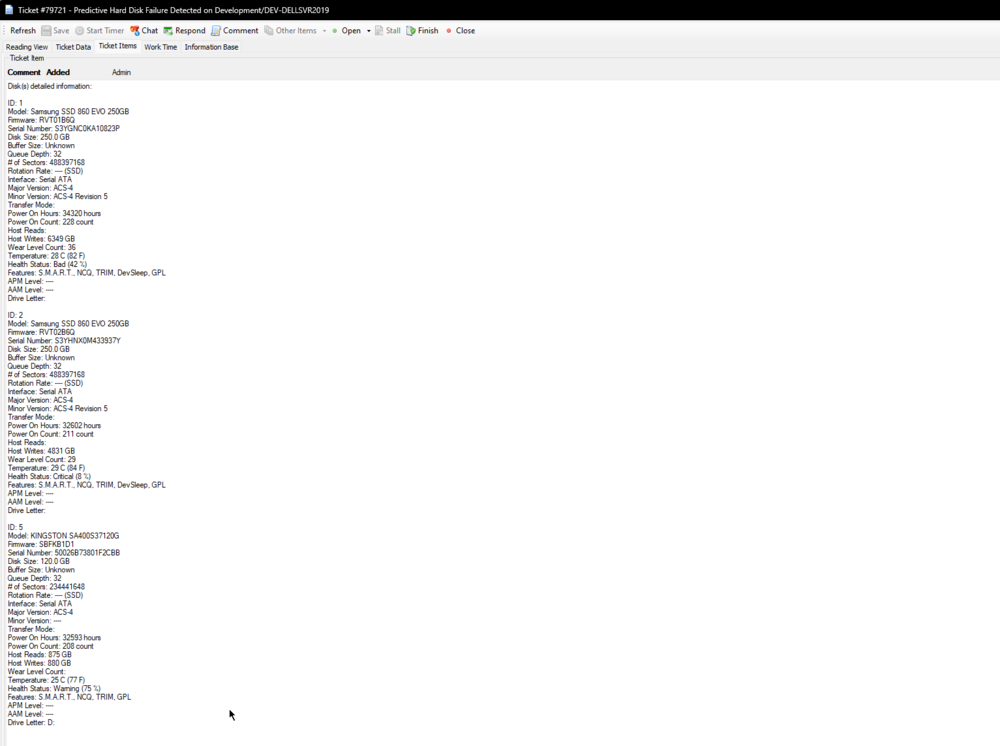 Ticket #79721 - Predictive Hard Disk Failure Detected on Development/DEV-DELLSVR2019
Refresh Save Start Timer Chat Respond Comment Other Items Open Stall Finish Close
Reading View Ticket Data Ticket Items Work Time Information Base
Ticket Item
Comment Added Admin
Disk(s) detailed information:
ID: 1
Model: Samsung SSD 860 EVO 250GB
Firmware: RVT01B6Q
Serial Number: S3YGNC0KA10823P
Disk Size: 250.0 GB
Buffer Size: Unknown
Queue Depth: 32
# of Sectors: 488397168
Rotation Rate: --- (SSD)
Interface: Serial ATA
Major Version: ACS-4
Minor Version: ACS-4 Revision 5
Transfer Mode:
Power On Hours: 34320 hours
Power On Count: 228 count
Host Reads:
Host Writes: 6349 GB
Wear Level Count: 36
Temperature: 28 C (82 F)
Health Status: Bad (42 %)
Features: S.M.A.R.T., NCQ, TRIM, DevSleep, GPL
APM Level: ---
AAM Level: ---
Drive Letter:
ID: 2
Model: Samsung SSD 860 EVO 250GB
Firmware: RVT02B6Q
Serial Number: S3YHNX0M433937Y
Disk Size: 250.0 GB
Buffer Size: Unknown
Queue Depth: 32
# of Sectors: 488397168
Rotation Rate: --- (SSD)
Interface: Serial ATA
Major Version: ACS-4
Minor Version: ACS-4 Revision 5
Transfer Mode:
Power On Hours: 32602 hours
Power On Count: 211 count
Host Reads:
Host Writes: 4831 GB
Wear Level Count: 29
Temperature: 29 C (84 F)
Health Status: Critical (8 %)
Features: S.M.A.R.T., NCQ, TRIM, DevSleep, GPL
APM Level: ---
AAM Level: ---
Drive Letter:
ID: 5
Model: KINGSTON SA400S37120G
Firmware: SBFKB1D1
Serial Number: 50026B73801F2CBB
Disk Size: 120.0 GB
Buffer Size: Unknown
Queue Depth: 32
# of Sectors: 234441648
Rotation Rate: --- (SSD)
Interface: Serial ATA
Major Version: ACS-4
Minor Version: ----
Transfer Mode:
Power On Hours: 32593 hours
Power On Count: 208 count
Host Reads: 875 GB
Host Writes: 880 GB
Wear Level Count:
Temperature: 25 C (77 F)
Health Status: Warning (75 %)
Features: S.M.A.R.T., NCQ, TRIM, GPL
APM Level: ---
AAM Level: ---
Drive Letter: D: